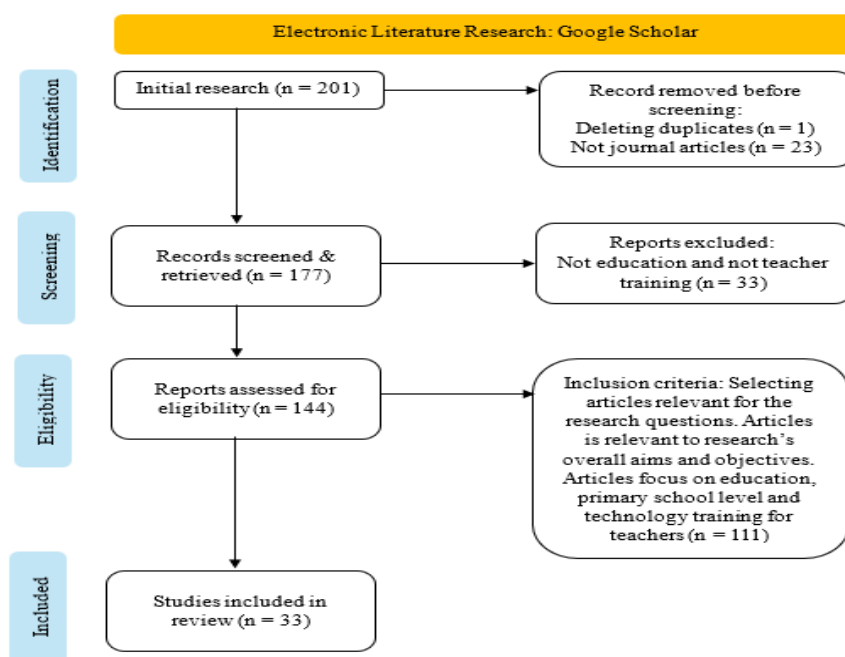 Electronic Literature Research: Google Scholar
Identification
Initial research (n = 201)
Record removed before
screening:
Deleting duplicates (n = 1)
Not journal articles (n = 23)
Screening
Records screened &
retrieved (n = 177)
Reports excluded:
Not education and not teacher
training (n = 33)
Eligibility
Reports assessed for
eligibility (n = 144)
Inclusion criteria: Selecting
articles relevant for the
research questions. Articles
is relevant to research's
overall aims and objectives.
Articles focus on education,
primary school level and
technology training for
teachers (n = 111)
Included
Studies included in
review (n = 33)